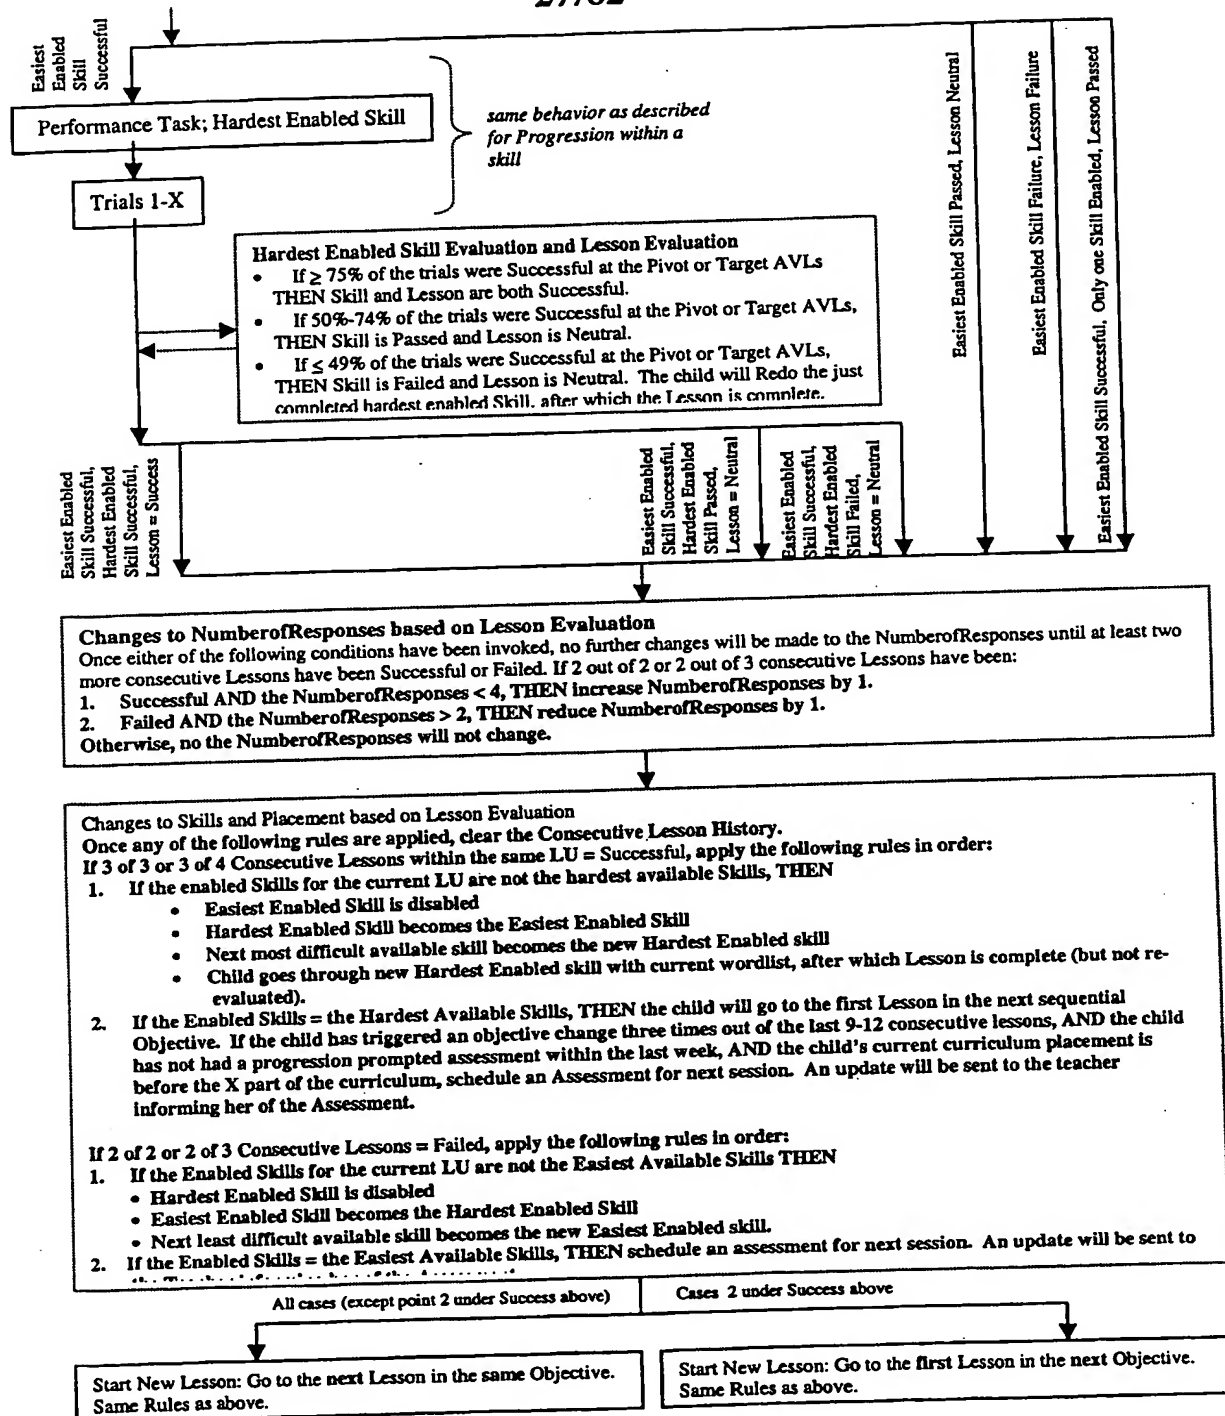 Easiest
Enabled
Skill
Successful
Performance Task; Hardest Enabled Skill
Trials 1-X
same behavior as described
for Progression within a
skill
Hardest Enabled Skill Evaluation and Lesson Evaluation
• If ≥ 75% of the trials were Successful at the Pivot or Target AVLs
THEN Skill and Lesson are both Successful.
• If 50%-74% of the trials were Successful at the Pivot or Target AVLs,
THEN Skill is Passed and Lesson is Neutral.
• If ≤ 49% of the trials were Successful at the Pivot or Target AVLs,
THEN Skill is Failed and Lesson is Neutral. The child will Redo the just
completed hardest enabled Skill, after which the Lesson is complete.
Easiest Enabled Skill Passed, Lesson Neutral
Easiest Enabled Skill Failure, Lesson Failure
Easiest Enabled Skill Successful, Only one Skill Enabled, Lesson Passed
Easiest Enabled
Skill Successful,
Hardest Enabled
Skill Successful,
Lesson = Success
Easiest Enabled
Skill Successful,
Hardest Enabled
Skill Passed,
Lesson = Neutral
Easiest Enabled
Skill Successful,
Hardest Enabled
Skill Failed,
Lesson = Neutral
Changes to NumberofResponses based on Lesson Evaluation
Once either of the following conditions have been invoked, no further changes will be made to the NumberofResponses until at least two
more consecutive Lessons have been Successful or Failed. If 2 out of 2 or 2 out of 3 consecutive Lessons have been:
1. Successful AND the NumberofResponses < 4, THEN increase NumberofResponses by 1.
2. Failed AND the NumberofResponses > 2, THEN reduce NumberofResponses by 1.
Otherwise, no the NumberofResponses will not change.
Changes to Skills and Placement based on Lesson Evaluation
Once any of the following rules are applied, clear the Consecutive Lesson History.
If 3 of 3 or 3 of 4 Consecutive Lessons within the same LU = Successful, apply the following rules in order:
1. If the enabled Skills for the current LU are not the hardest available Skills, THEN
• Easiest Enabled Skill is disabled
• Hardest Enabled Skill becomes the Easiest Enabled Skill
• Next most difficult available skill becomes the new Hardest Enabled skill
• Child goes through new Hardest Enabled skill with current wordlist, after which Lesson is complete (but not re-
evaluated).
2. If the Enabled Skills = the Hardest Available Skills, THEN the child will go to the first Lesson in the next sequential
Objective. If the child has triggered an objective change three times out of the last 9-12 consecutive lessons, AND the child
has not had a progression prompted assessment within the last week, AND the child's current curriculum placement is
before the X part of the curriculum, schedule an Assessment for next session. An update will be sent to the teacher
informing her of the Assessment.
If 2 of 2 or 2 of 3 Consecutive Lessons = Failed, apply the following rules in order:
1. If the Enabled Skills for the current LU are not the Easiest Available Skills THEN
• Hardest Enabled Skill is disabled
• Easiest Enabled Skill becomes the Hardest Enabled Skill
• Next least difficult available skill becomes the new Easiest Enabled skill.
2. If the Enabled Skills = the Easiest Available Skills, THEN schedule an assessment for next session. An update will be sent to
All cases (except point 2 under Success above)
Cases 2 under Success above
Start New Lesson: Go to the next Lesson in the same Objective.
Same Rules as above.
Start New Lesson: Go to the first Lesson in the next Objective.
Same Rules as above.